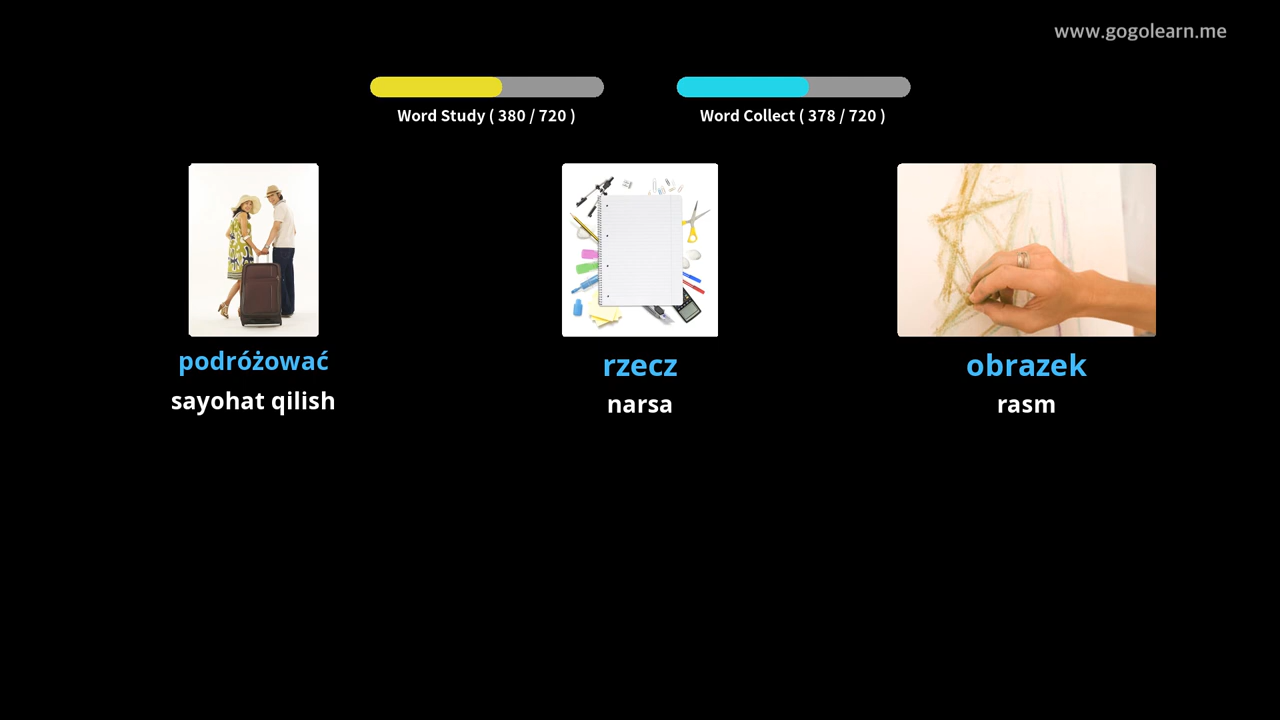 www.gogolearn.me
Word Study ( 380 / 720 )
Word Collect ( 378 / 720 )
podróżować
sayohat qilish
rzecz
narsa
obrazek
rasm